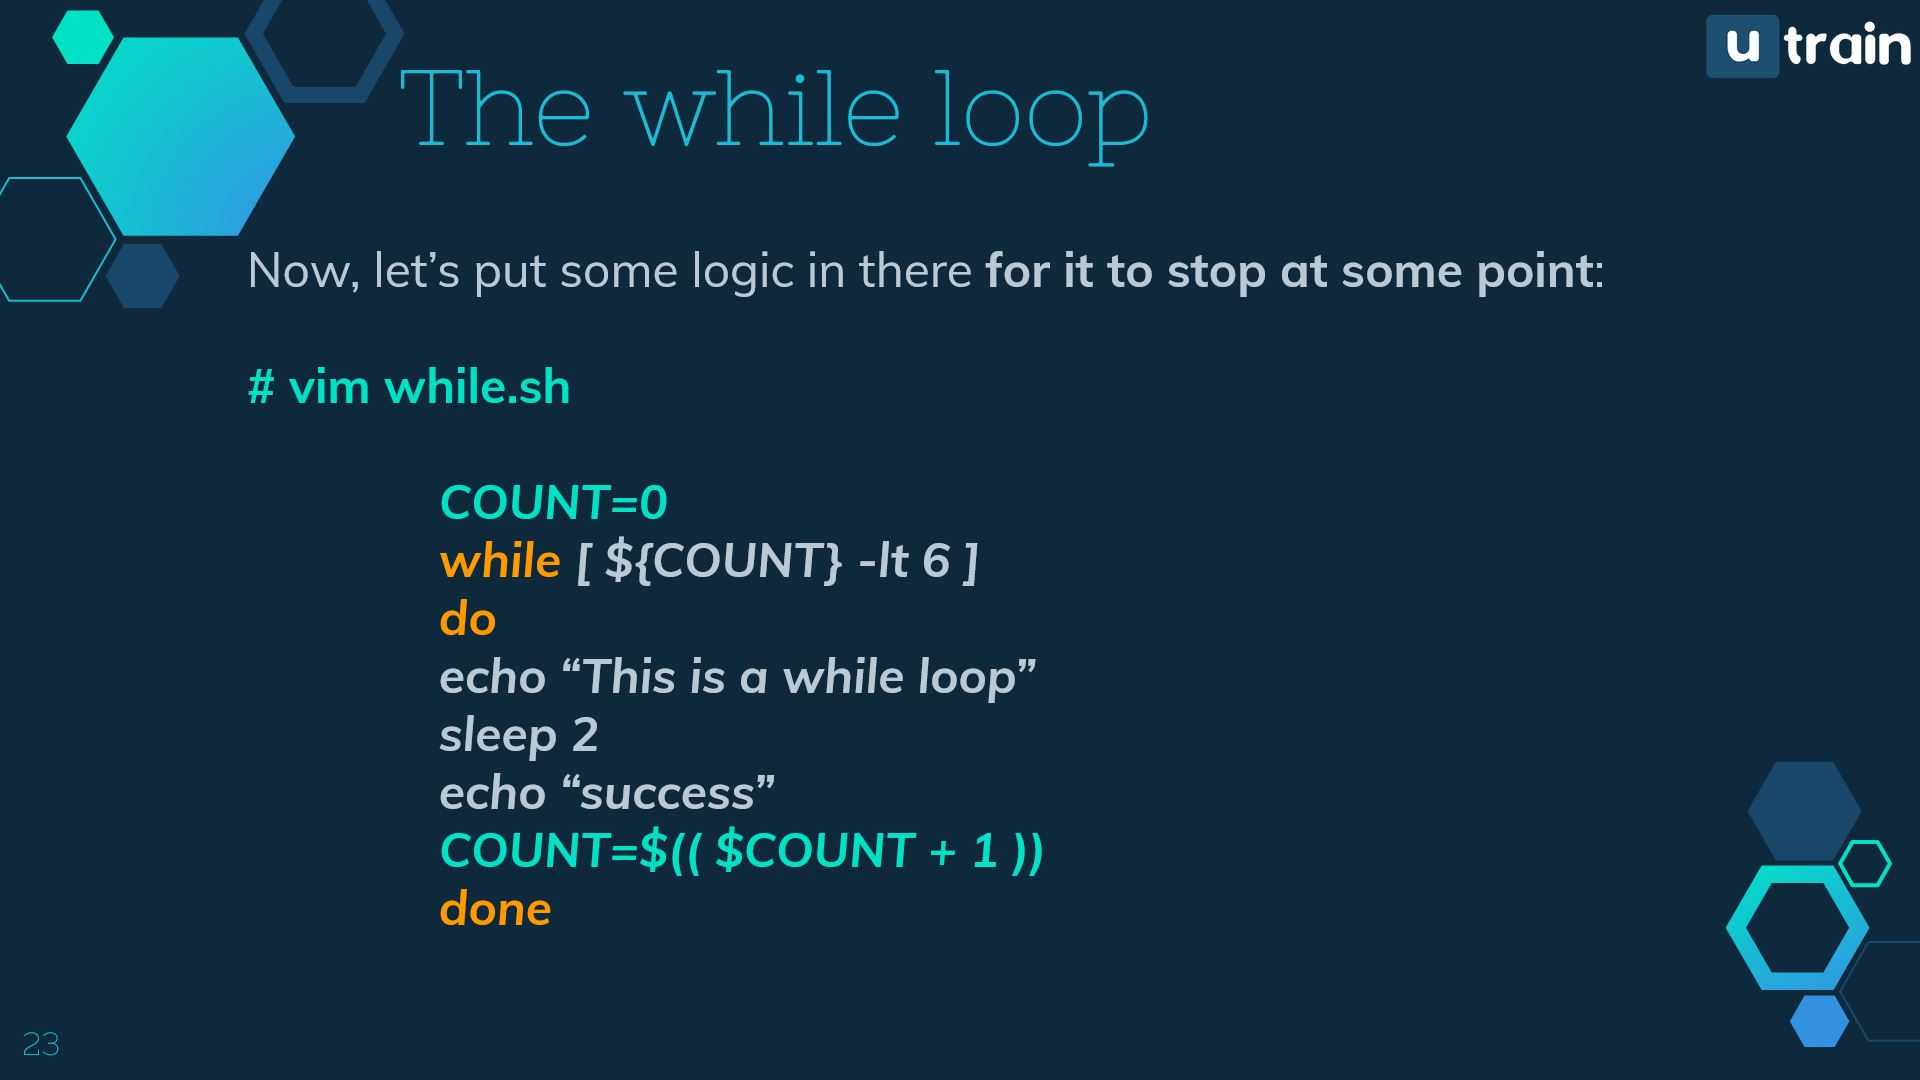 u train
The while loop
Now, let’s put some logic in there for it to stop at some point:
# vim while.sh
COUNT=0
while [ ${COUNT} -lt 6 ]
do
echo “This is a while loop”
sleep 2
echo “success”
COUNT=$(( $COUNT + 1 ))
done
23